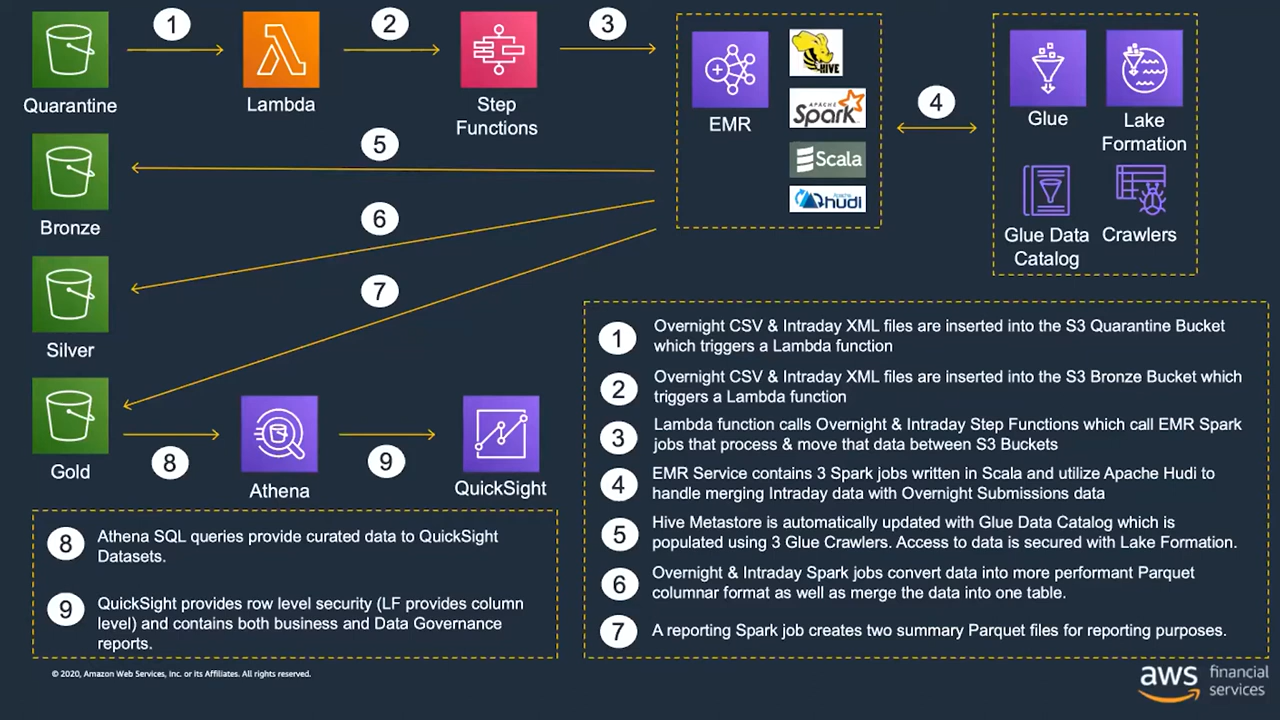 1
2
3
Quarantine
Lambda
Step
Functions
EMR
HIVE
APACHE
Spark
Scala
Apache
hudi
4
Glue
Lake
Formation
Glue Data
Catalog
Crawlers
5
Bronze
6
Silver
7
Gold
8
Athena
9
QuickSight
1
Overnight CSV & Intraday XML files are inserted into the S3 Quarantine Bucket
which triggers a Lambda function
2
Overnight CSV & Intraday XML files are inserted into the S3 Bronze Bucket which
triggers a Lambda function
3
Lambda function calls Overnight & Intraday Step Functions which call EMR Spark
jobs that process & move that data between S3 Buckets
4
EMR Service contains 3 Spark jobs written in Scala and utilize Apache Hudi to
handle merging Intraday data with Overnight Submissions data
5
Hive Metastore is automatically updated with Glue Data Catalog which is
populated using 3 Glue Crawlers. Access to data is secured with Lake Formation.
6
Overnight & Intraday Spark jobs convert data into more performant Parquet
columnar format as well as merge the data into one table.
7
A reporting Spark job creates two summary Parquet files for reporting purposes.
8
Athena SQL queries provide curated data to QuickSight
Datasets.
9
QuickSight provides row level security (LF provides column
level) and contains both business and Data Governance
reports.
© 2020, Amazon Web Services, Inc. or its Affiliates. All rights reserved.
aws
financial
services